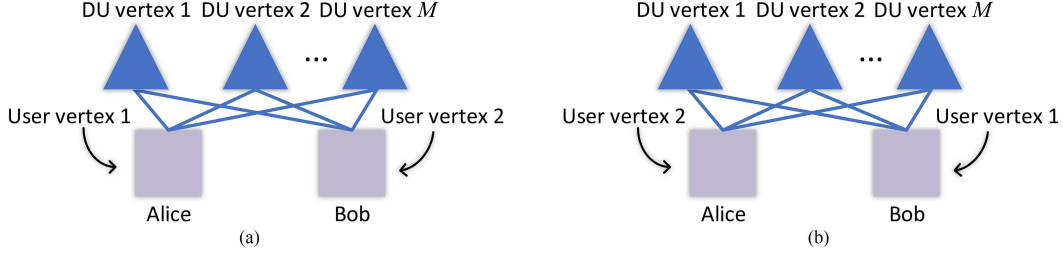 DU vertex 1 DU vertex 2 DU vertex M
...
User vertex 1
User vertex 2
Alice
Bob
(a)
DU vertex 1 DU vertex 2 DU vertex M
...
User vertex 2
User vertex 1
Alice
Bob
(b)